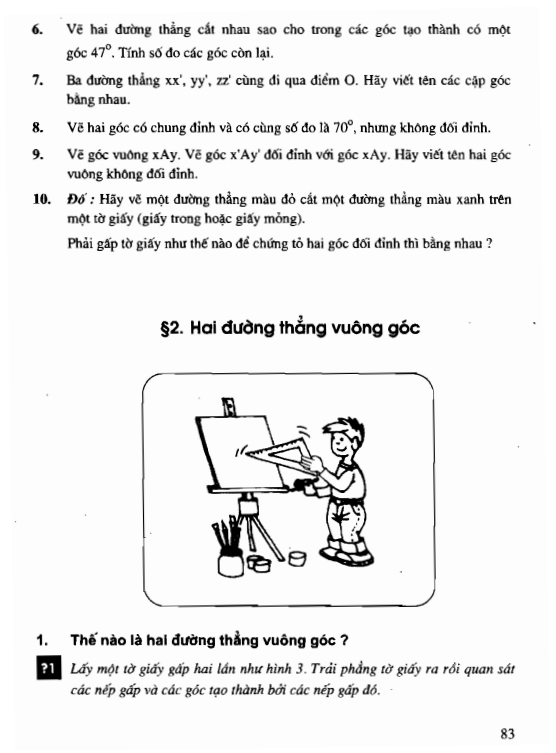 6. Vẽ hai đường thẳng cắt nhau sao cho trong các góc tạo thành có một
góc 47°. Tính số đo các góc còn lại.
7. Ba đường thẳng xx', yy', zz' cùng đi qua điểm O. Hãy viết tên các cặp góc
bằng nhau.
8. Vẽ hai góc có chung đỉnh và có cùng số đo là 70°, nhưng không đối đỉnh.
9. Vẽ góc vuông xAy. Vẽ góc x'Ay' đối đỉnh với góc xAy. Hãy viết tên hai góc
vuông không đối đỉnh.
10. Đố : Hãy vẽ một đường thẳng màu đỏ cắt một đường thẳng màu xanh trên
một tờ giấy (giấy trong hoặc giấy mỏng).
Phải gấp tờ giấy như thế nào để chứng tỏ hai góc đối đỉnh thì bằng nhau ?
§2. Hai đường thẳng vuông góc
1. Thế nào là hai đường thẳng vuông góc ?
?1 Lấy một tờ giấy gấp hai lần như hình 3. Trải phẳng tờ giấy ra rồi quan sát
các nếp gấp và các góc tạo thành bởi các nếp gấp đó.
83